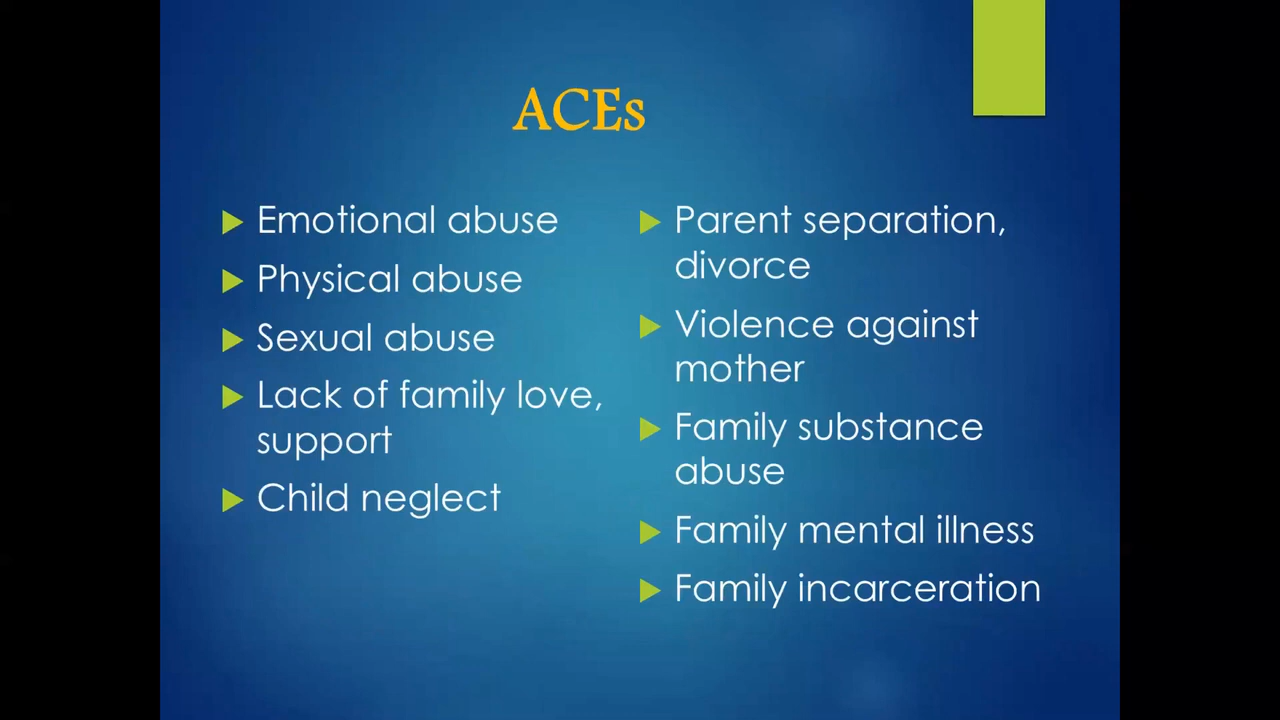 ACEs
Emotional abuse
Physical abuse
Sexual abuse
Lack of family love,
support
Child neglect
Parent separation,
divorce
Violence against
mother
Family substance
abuse
Family mental illness
Family incarceration